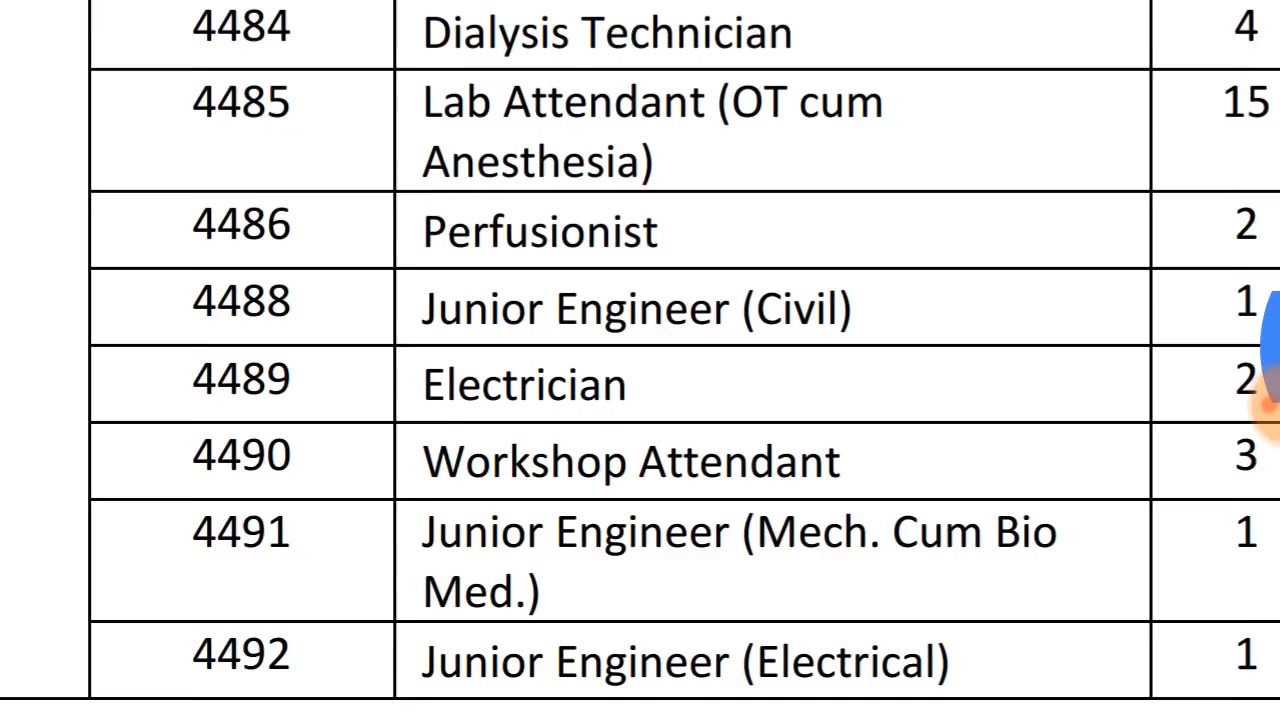 4484 Dialysis Technician 4
4485 Lab Attendant (OT cum 15
Anesthesia)
4486 Perfusionist 2
4488 Junior Engineer (Civil) 1
4489 Electrician 2
4490 Workshop Attendant 3
4491 Junior Engineer (Mech. Cum Bio 1
Med.)
4492 Junior Engineer (Electrical) 1